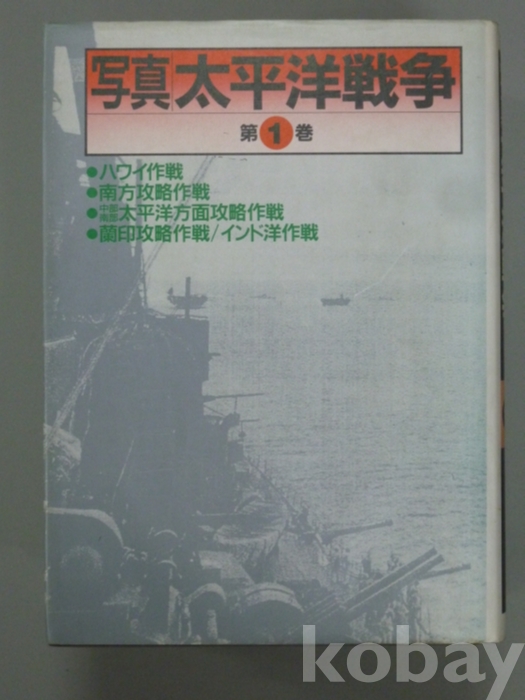 写真 太平洋戦争
第1巻
●ハワイ作戦
●南方攻略作戦
●中部南部太平洋方面攻略作戦
●蘭印攻略作戦/インド洋作戦
kobay